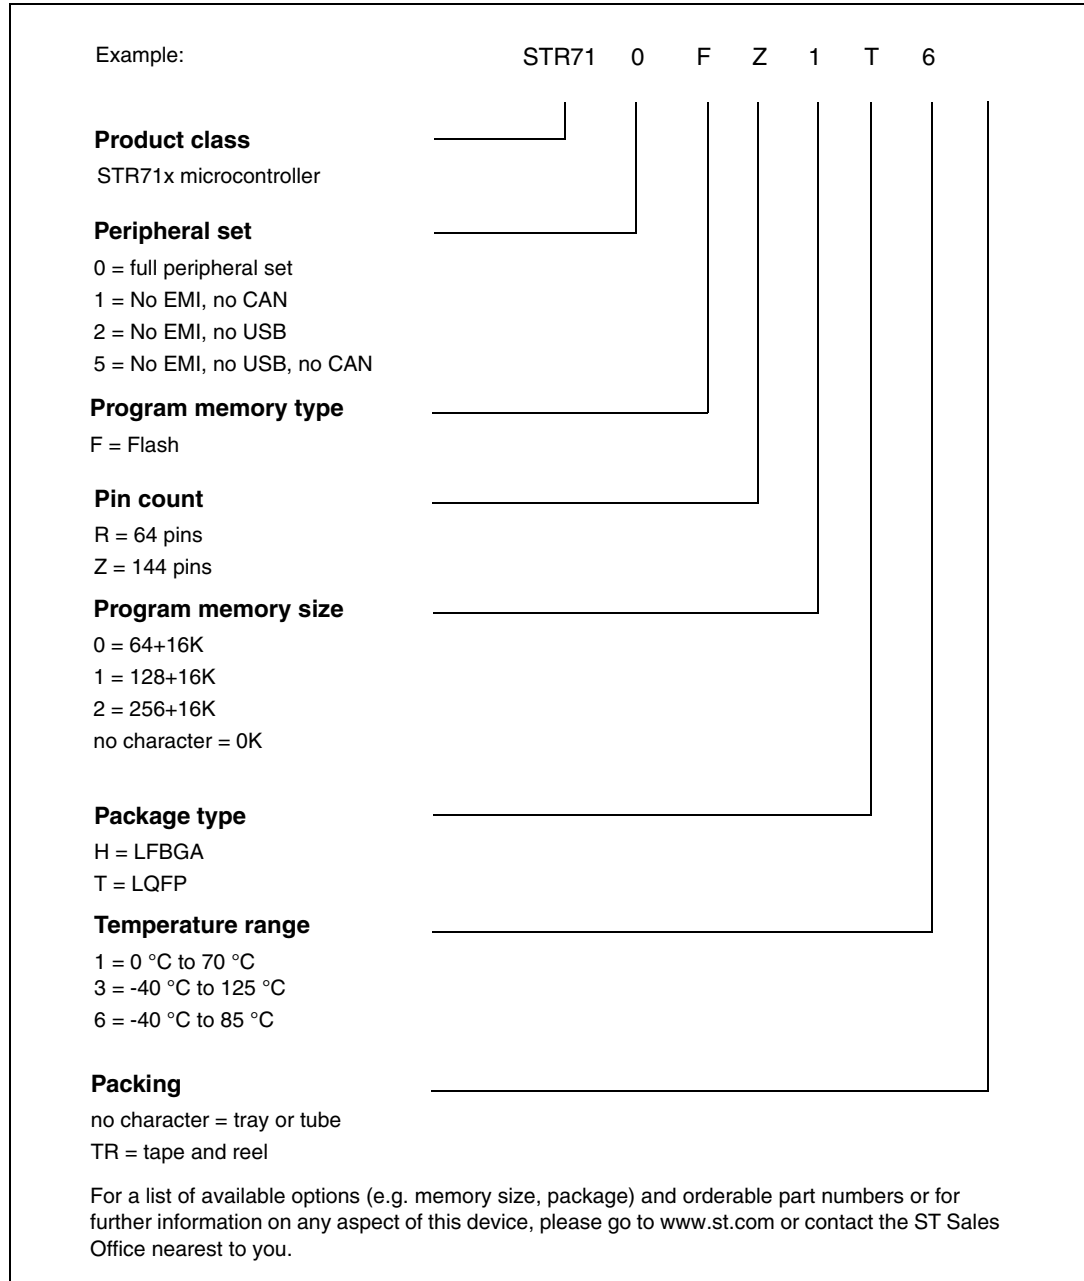 Example: STR71 0 F Z 1 T 6
Product class
STR71x microcontroller
Peripheral set
0 = full peripheral set
1 = No EMI, no CAN
2 = No EMI, no USB
5 = No EMI, no USB, no CAN
Program memory type
F = Flash
Pin count
R = 64 pins
Z = 144 pins
Program memory size
0 = 64+16K
1 = 128+16K
2 = 256+16K
no character = 0K
Package type
H = LFBGA
T = LQFP
Temperature range
1 = 0 °C to 70 °C
3 = -40 °C to 125 °C
6 = -40 °C to 85 °C
Packing
no character = tray or tube
TR = tape and reel
For a list of available options (e.g. memory size, package) and orderable part numbers or for
further information on any aspect of this device, please go to www.st.com or contact the ST Sales
Office nearest to you.